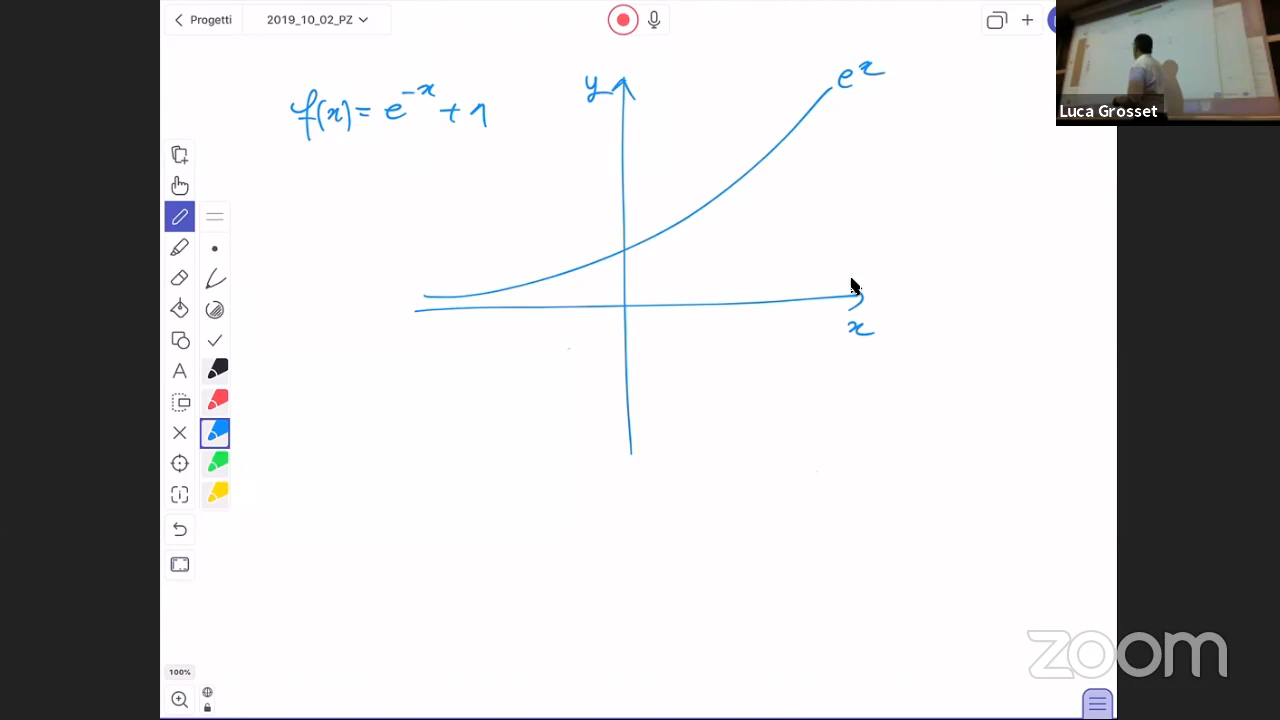 Progetti
2019_10_02_PZ
f(x) = e^{-x} + 1
y
e^x
x
Luca Grosset
A
100%
zoom